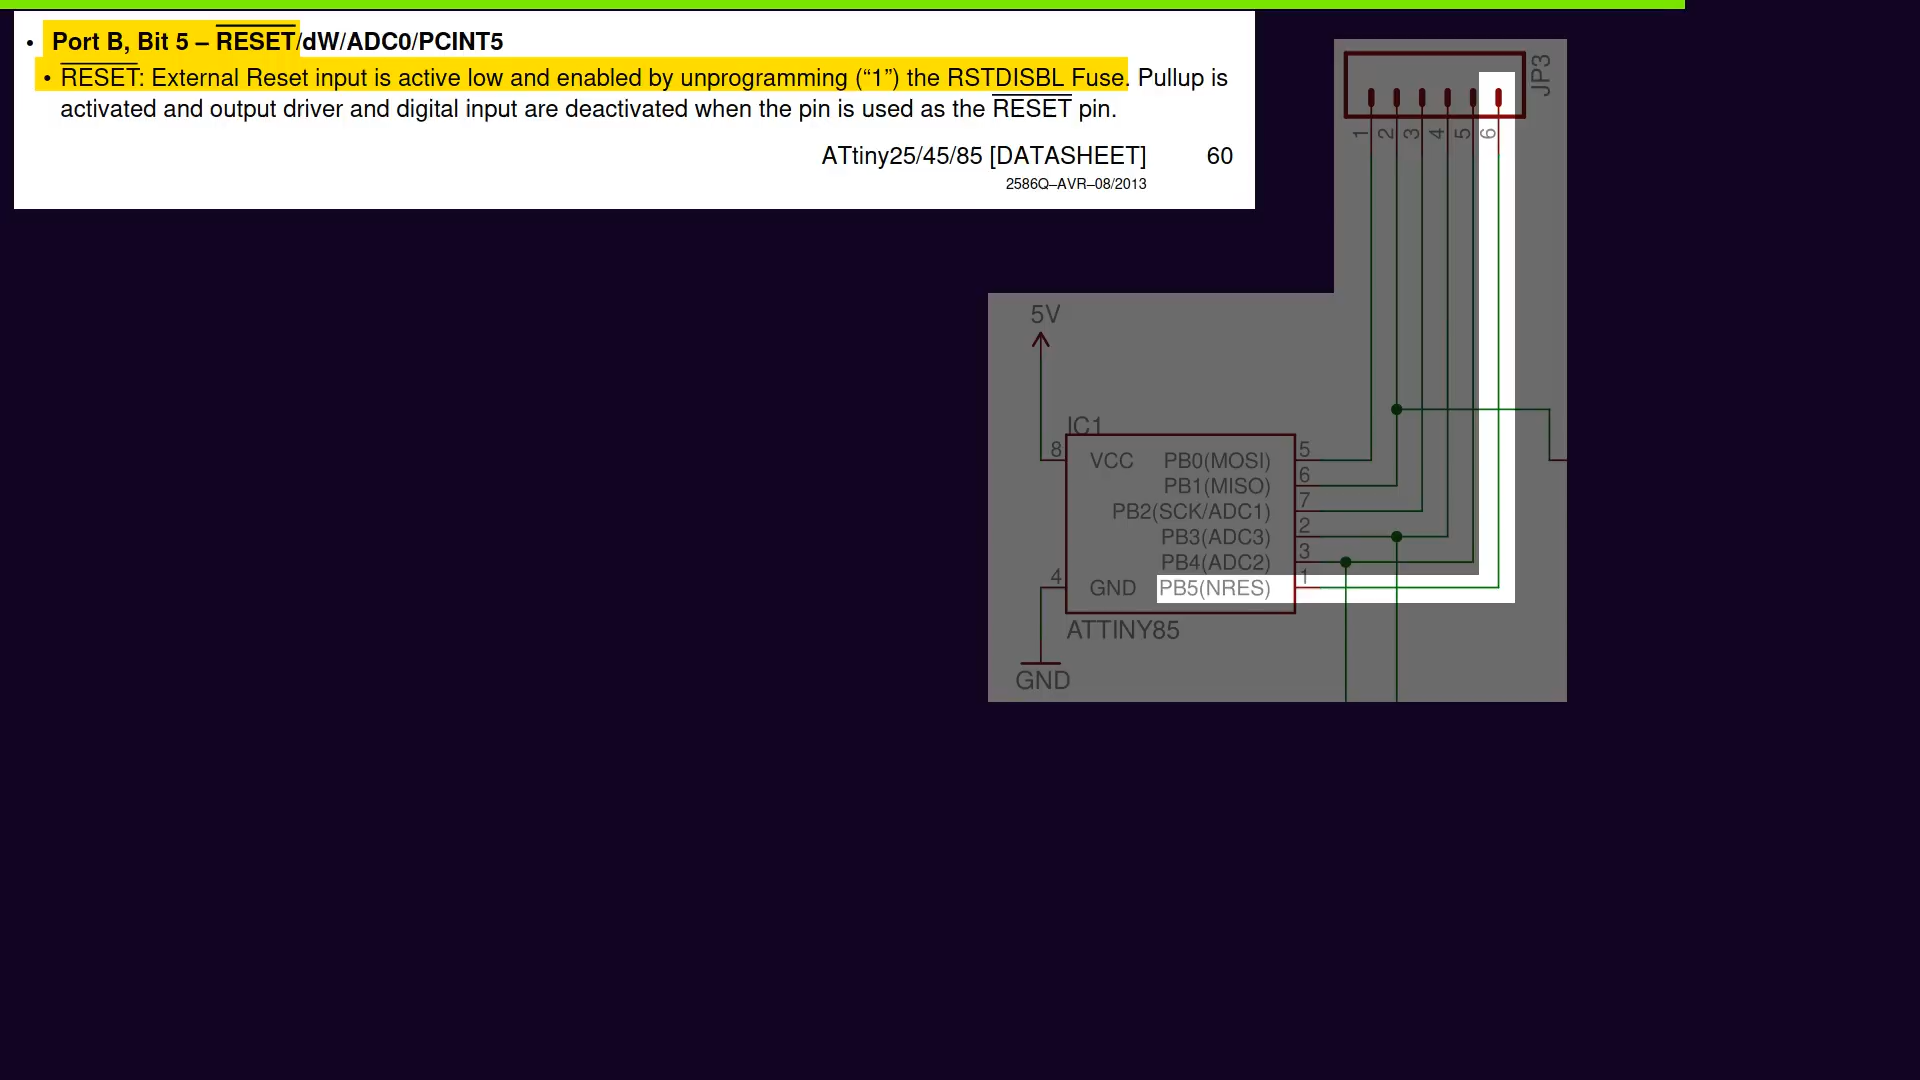 • Port B, Bit 5 – RESET/dW/ADC0/PCINT5
• RESET: External Reset input is active low and enabled by unprogramming (“1”) the RSTDISBL Fuse. Pullup is
activated and output driver and digital input are deactivated when the pin is used as the RESET pin.
ATtiny25/45/85 [DATASHEET] 60
2586Q–AVR–08/2013
JP3
1 2 3 4 5 6
5V
IC1
8 VCC PB0(MOSI) 5
PB1(MISO) 6
PB2(SCK/ADC1) 7
PB3(ADC3) 2
PB4(ADC2) 3
4 GND PB5(NRES) 1
ATTINY85
GND